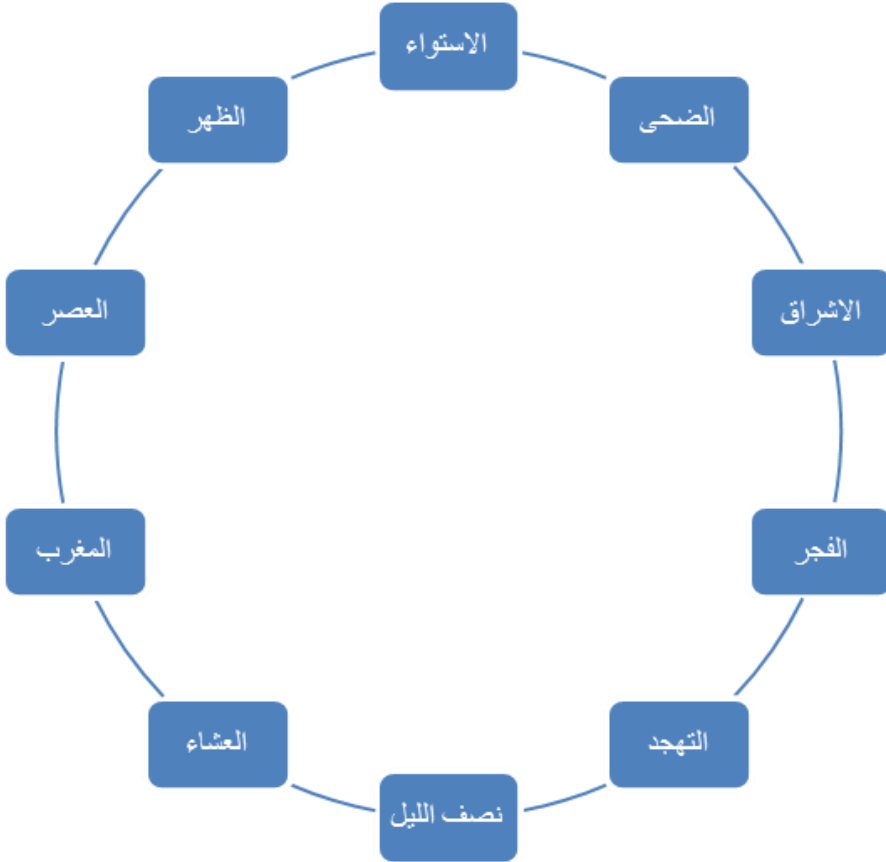 الاستواء
الضحى
الظهر
الاشراق
العصر
الفجر
المغرب
التهجد
العشاء
نصف الليل